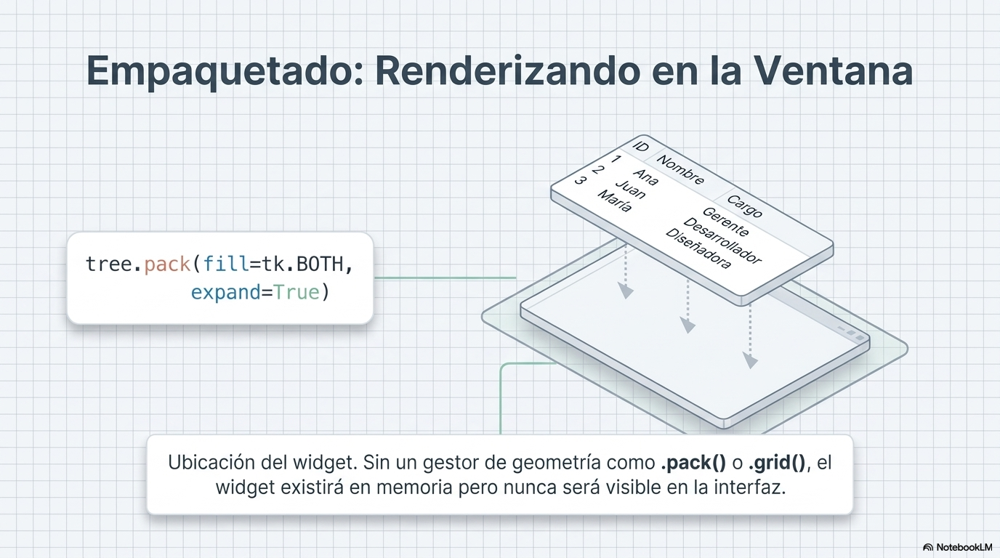 Empaquetado: Renderizando en la Ventana
ID Nombre Cargo
1 Ana Gerente
2 Juan Desarrollador
3 María Diseñadora
tree.pack(fill=tk.BOTH,
expand=True)
Ubicación del widget. Sin un gestor de geometría como .pack() o .grid(), el
widget existirá en memoria pero nunca será visible en la interfaz.
NotebookLM